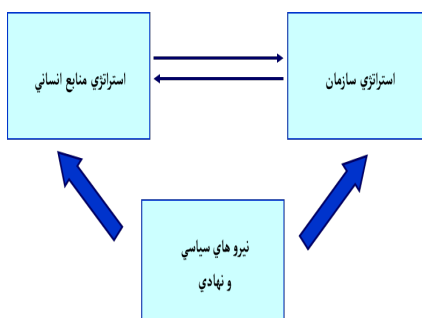 استراتژي سازمان
استراتژي منابع انساني
نيرو هاي سياسي
و نهادي